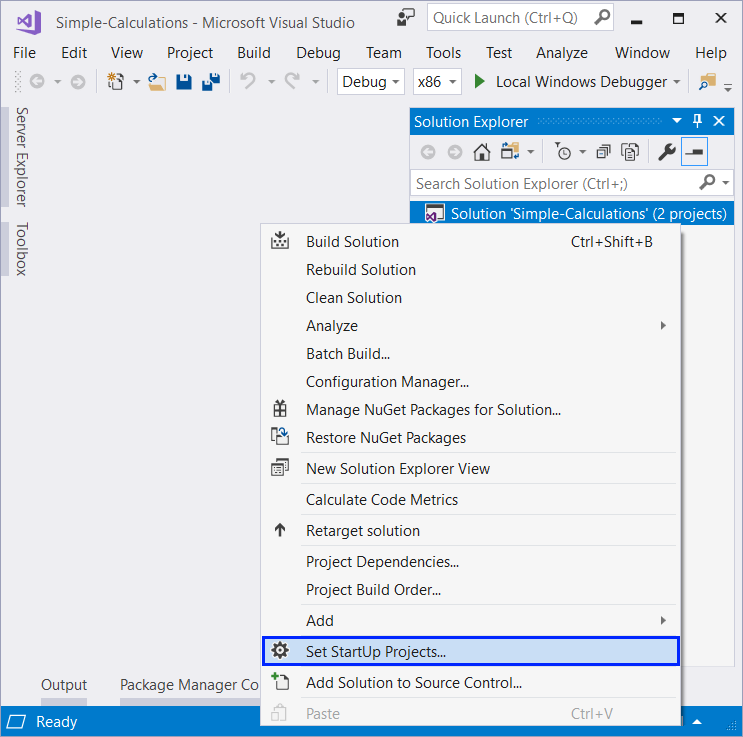 Simple-Calculations - Microsoft Visual Studio
Quick Launch (Ctrl+Q)
File Edit View Project Build Debug Team Tools Test Analyze Window Help
Debug x86 Local Windows Debugger
Server Explorer
Toolbox
Solution Explorer
Search Solution Explorer (Ctrl+;)
Solution 'Simple-Calculations' (2 projects)
Build Solution Ctrl+Shift+B
Rebuild Solution
Clean Solution
Analyze
Batch Build...
Configuration Manager...
Manage NuGet Packages for Solution...
Restore NuGet Packages
New Solution Explorer View
Calculate Code Metrics
Retarget solution
Project Dependencies...
Project Build Order...
Add
Set StartUp Projects...
Add Solution to Source Control...
Paste Ctrl+V
Output Package Manager Co
Ready